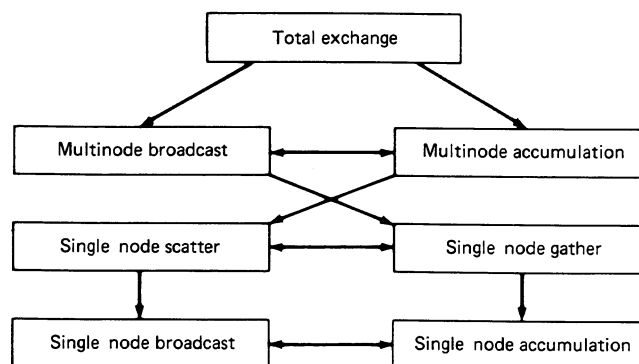 Total exchange
Multinode broadcast
Multinode accumulation
Single node scatter
Single node gather
Single node broadcast
Single node accumulation